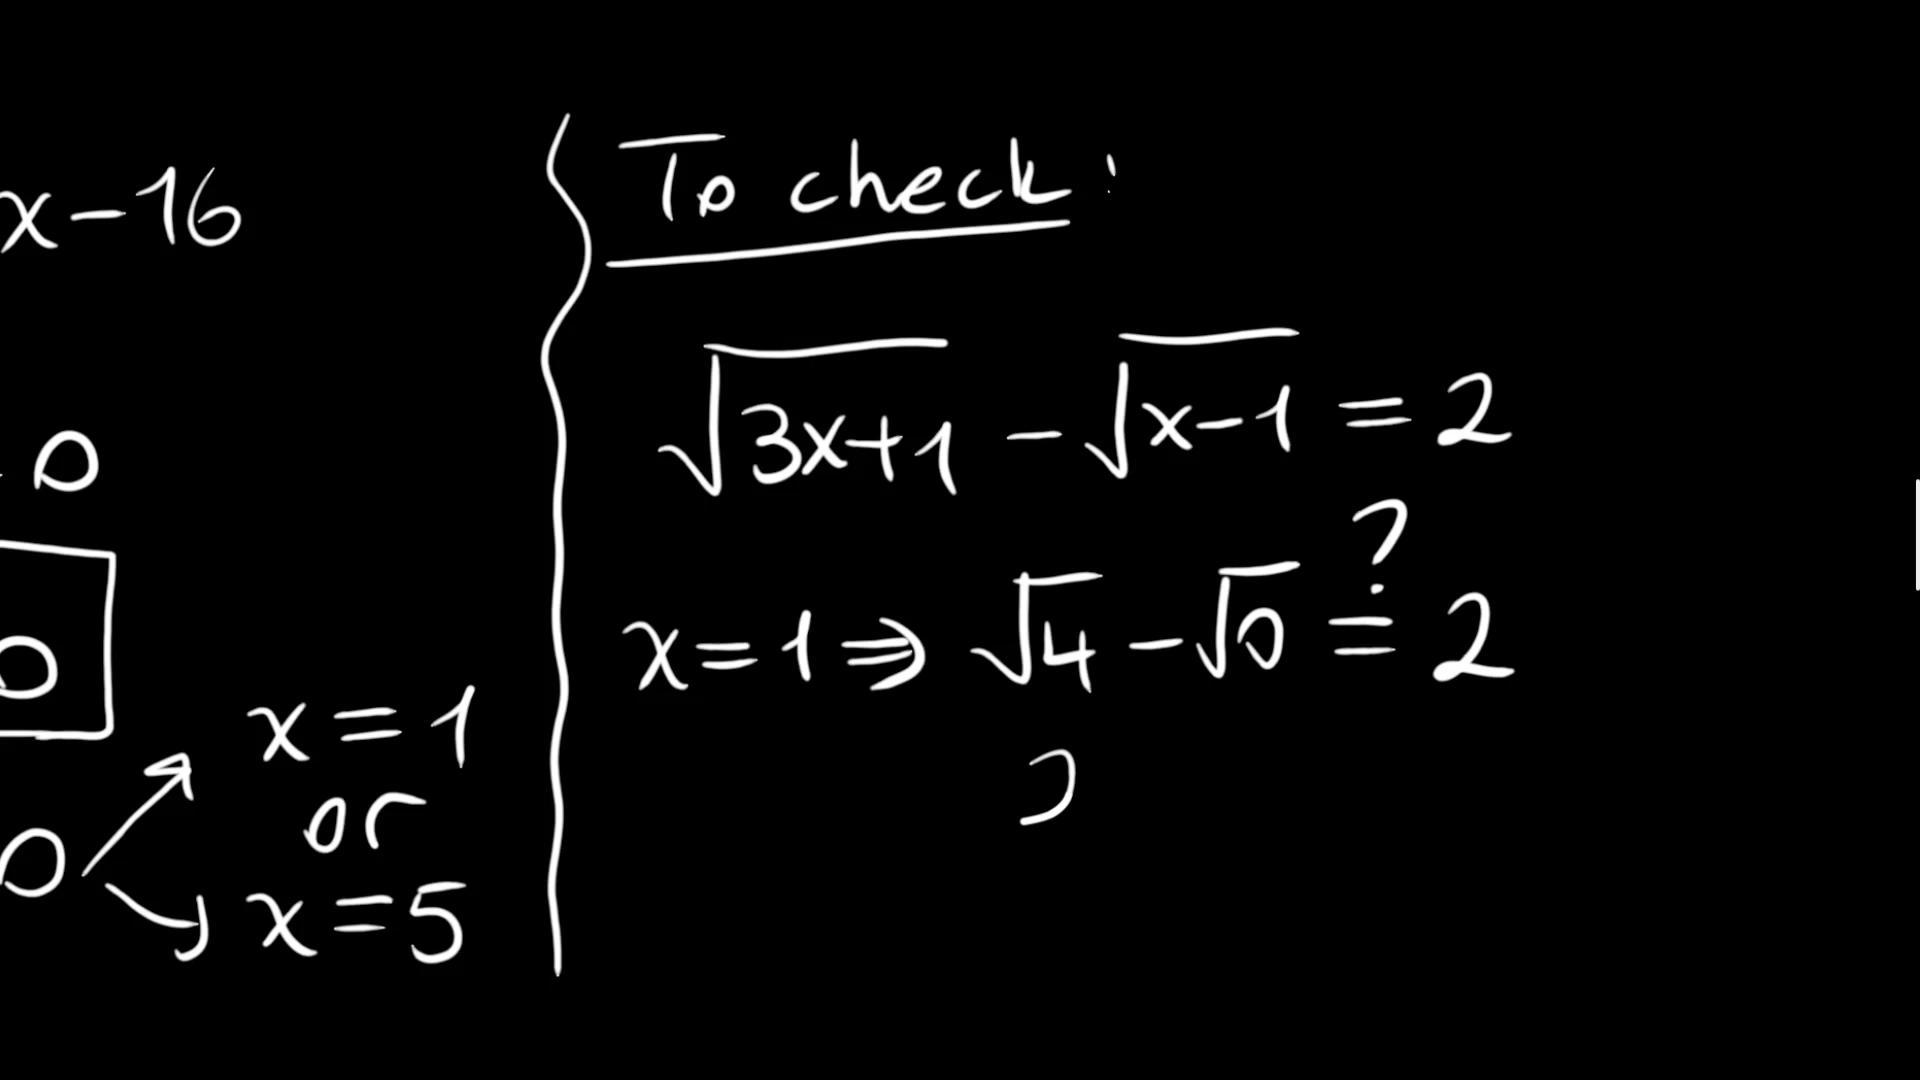 x-16
0
0
0
x=1
or
x=5
To check:
√3x+1 - √x-1 = 2
?
x=1⇒ √4 - √0 = 2